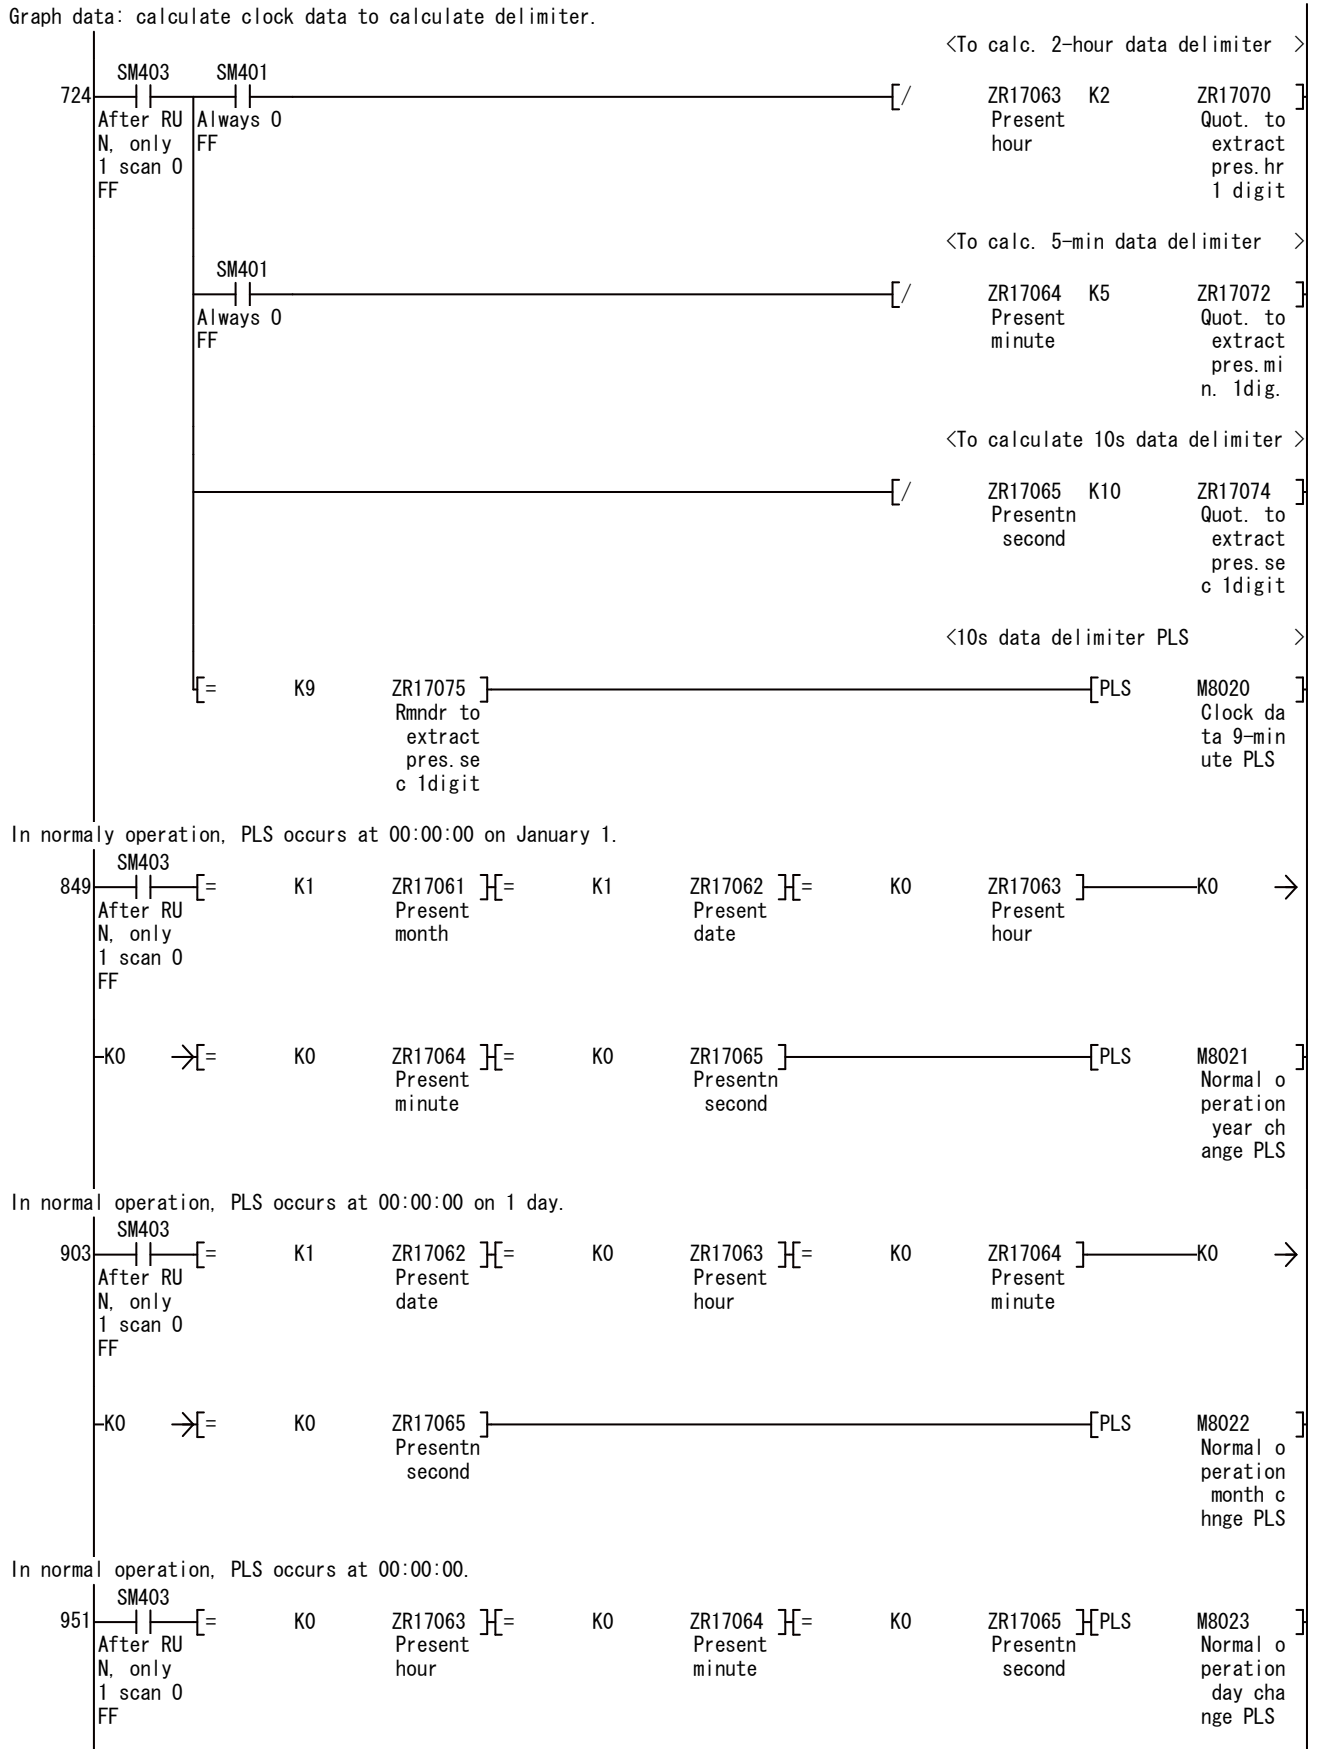 Graph data: calculate clock data to calculate delimiter.
<To calc. 2-hour data delimiter >
SM403 SM401
724 [/ ZR17063 K2 ZR17070 ]
After RU Always O Present Quot. to
N, only FF hour extract
1 scan O pres.hr
FF 1 digit
<To calc. 5-min data delimiter >
SM401
[/ ZR17064 K5 ZR17072 ]
Always O Present Quot. to
FF minute extract
pres.mi
n. 1dig.
<To calculate 10s data delimiter >
[/ ZR17065 K10 ZR17074 ]
Presentn Quot. to
second extract
pres.se
c 1digit
<10s data delimiter PLS >
[= K9 ZR17075 ] [PLS M8020 ]
Rmndr to Clock da
extract ta 9-min
pres.se ute PLS
c 1digit
In normaly operation, PLS occurs at 00:00:00 on January 1.
SM403
849 [= K1 ZR17061 ][= K1 ZR17062 ][= K0 ZR17063 ] K0
After RU Present Present Present
N, only month date hour
1 scan O
FF
K0 [= K0 ZR17064 ][= K0 ZR17065 ] [PLS M8021 ]
Present Presentn Normal o
minute second peration
year ch
ange PLS
In normal operation, PLS occurs at 00:00:00 on 1 day.
SM403
903 [= K1 ZR17062 ][= K0 ZR17063 ][= K0 ZR17064 ] K0
After RU Present Present Present
N, only date hour minute
1 scan O
FF
K0 [= K0 ZR17065 ] [PLS M8022 ]
Presentn Normal o
second peration
month c
hnge PLS
In normal operation, PLS occurs at 00:00:00.
SM403
951 [= K0 ZR17063 ][= K0 ZR17064 ][= K0 ZR17065 ][PLS M8023 ]
After RU Present Present Presentn Normal o
N, only hour minute second peration
1 scan O day cha
FF nge PLS